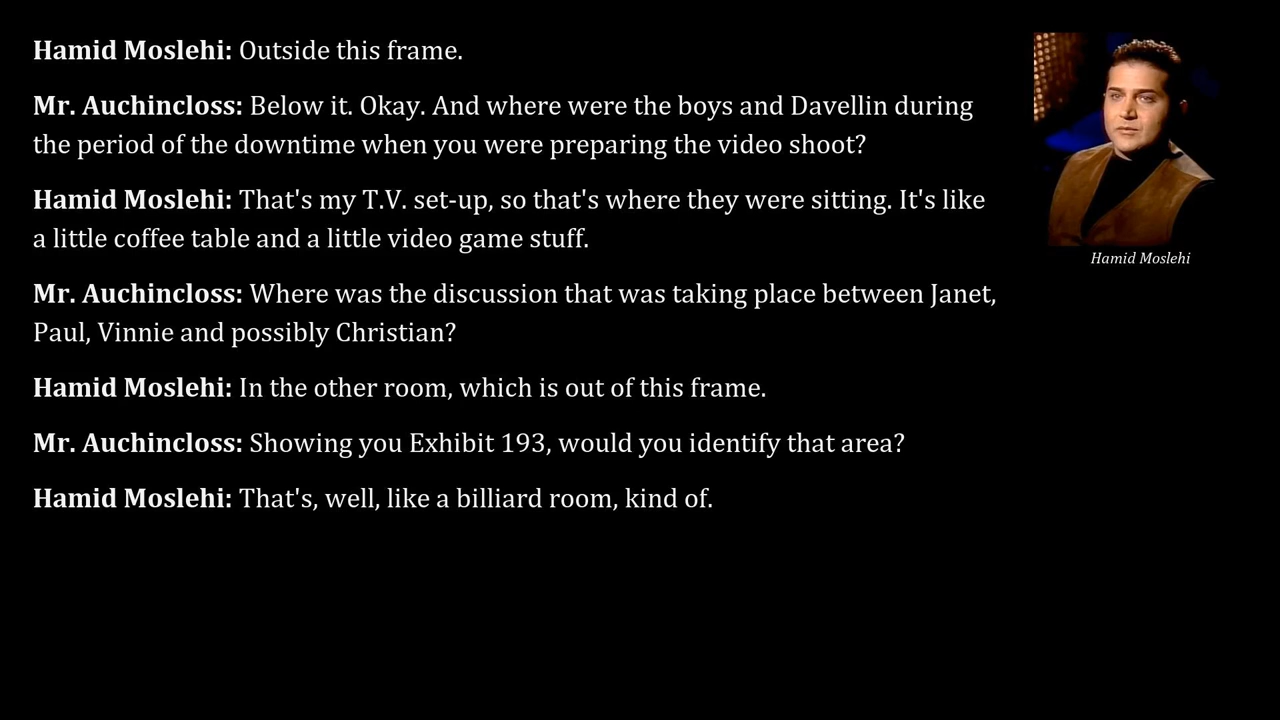 Hamid Moslehi: Outside this frame.
Mr. Auchincloss: Below it. Okay. And where were the boys and Davellin during
the period of the downtime when you were preparing the video shoot?
Hamid Moslehi: That's my T.V. set-up, so that's where they were sitting. It's like
a little coffee table and a little video game stuff.
Mr. Auchincloss: Where was the discussion that was taking place between Janet,
Paul, Vinnie and possibly Christian?
Hamid Moslehi: In the other room, which is out of this frame.
Mr. Auchincloss: Showing you Exhibit 193, would you identify that area?
Hamid Moslehi: That's, well, like a billiard room, kind of.
Hamid Moslehi